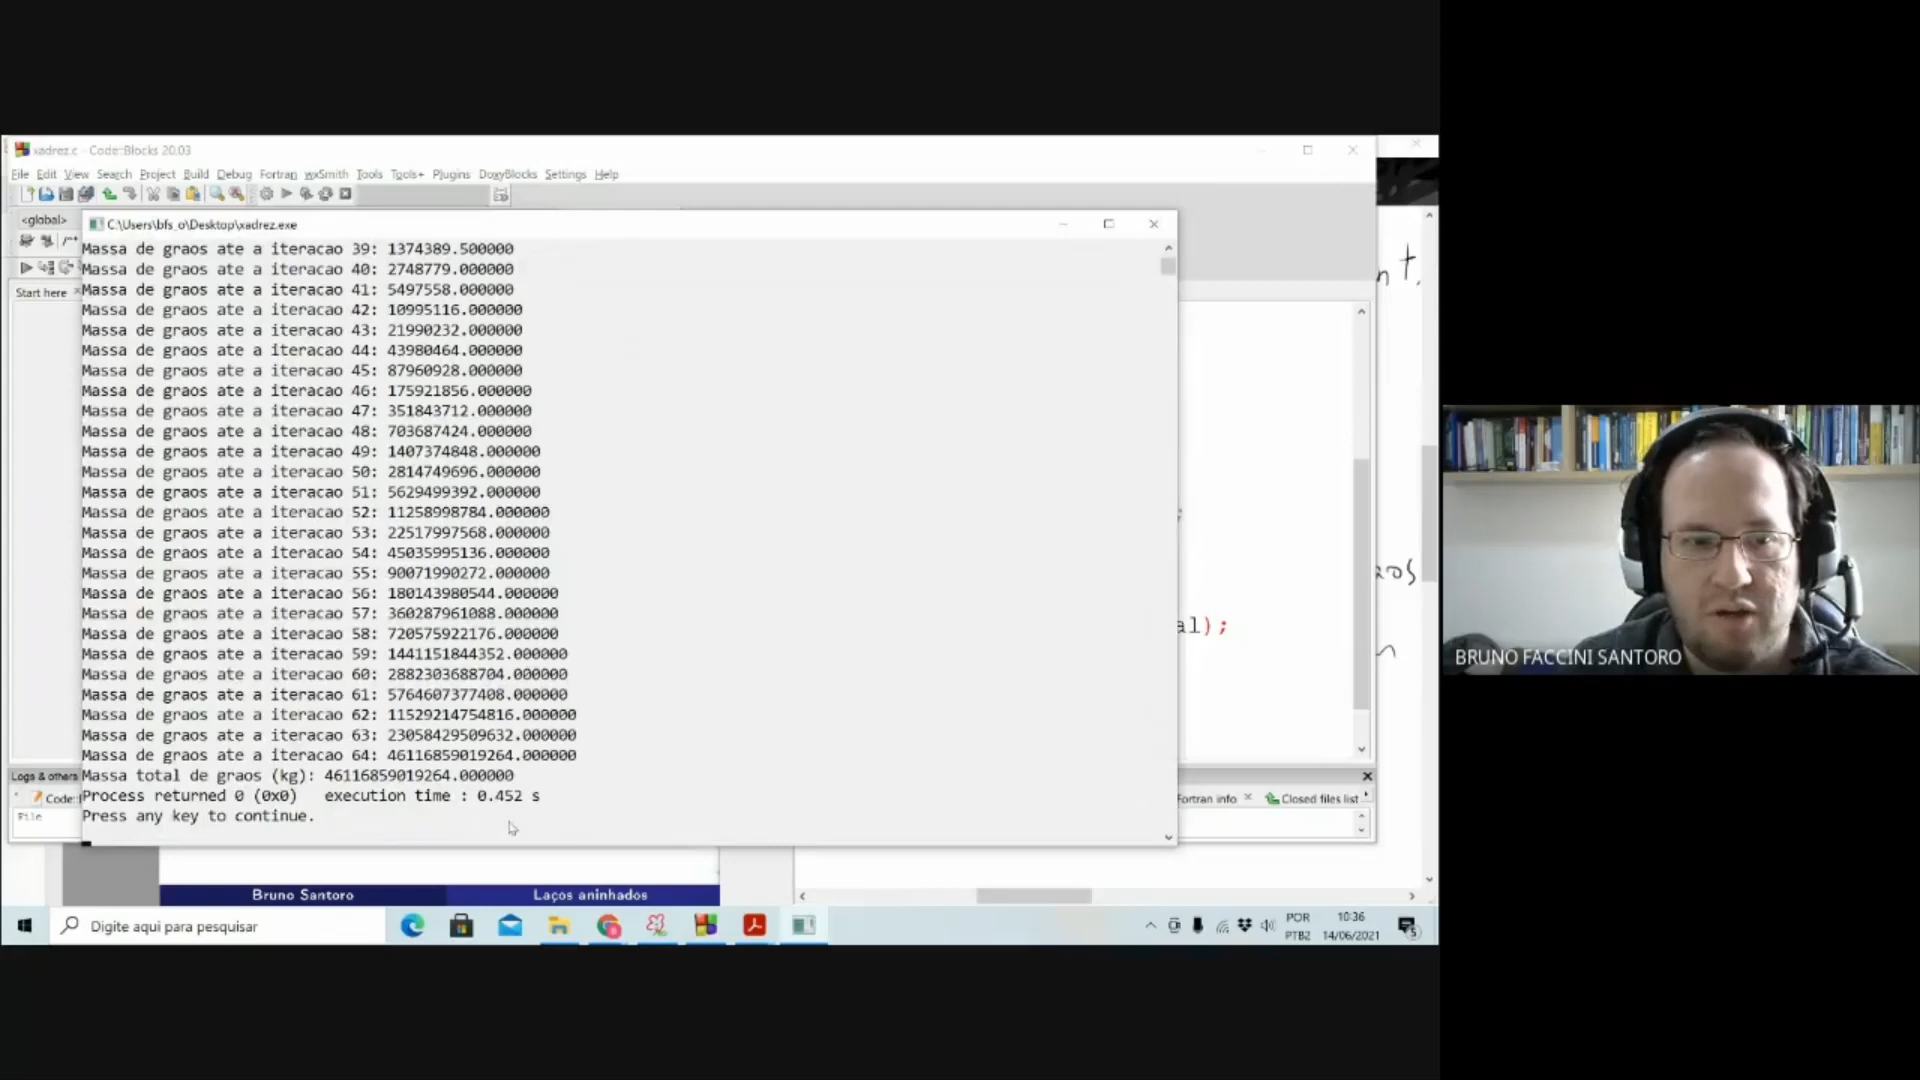 xadrez.c - Code::Blocks 20.03
File Edit View Search Project Build Debug Fortran wxSmith Tools Tools+ Plugins DoxyBlocks Settings Help
<global>
C:\Users\bfs_o\Desktop\xadrez.exe
Start here
Massa de graos ate a iteracao 39: 1374389.500000
Massa de graos ate a iteracao 40: 2748779.000000
Massa de graos ate a iteracao 41: 5497558.000000
Massa de graos ate a iteracao 42: 10995116.000000
Massa de graos ate a iteracao 43: 21990232.000000
Massa de graos ate a iteracao 44: 43980464.000000
Massa de graos ate a iteracao 45: 87960928.000000
Massa de graos ate a iteracao 46: 175921856.000000
Massa de graos ate a iteracao 47: 351843712.000000
Massa de graos ate a iteracao 48: 703687424.000000
Massa de graos ate a iteracao 49: 1407374848.000000
Massa de graos ate a iteracao 50: 2814749696.000000
Massa de graos ate a iteracao 51: 5629499392.000000
Massa de graos ate a iteracao 52: 11258998784.000000
Massa de graos ate a iteracao 53: 22517997568.000000
Massa de graos ate a iteracao 54: 45035995136.000000
Massa de graos ate a iteracao 55: 90071990272.000000
Massa de graos ate a iteracao 56: 180143980544.000000
Massa de graos ate a iteracao 57: 360287961088.000000
Massa de graos ate a iteracao 58: 720575922176.000000
Massa de graos ate a iteracao 59: 1441151844352.000000
Massa de graos ate a iteracao 60: 2882303688704.000000
Massa de graos ate a iteracao 61: 5764607377408.000000
Massa de graos ate a iteracao 62: 11529214754816.000000
Massa de graos ate a iteracao 63: 23058429509632.000000
Massa de graos ate a iteracao 64: 46116859019264.000000
Massa total de graos (kg): 46116859019264.000000
Process returned 0 (0x0) execution time : 0.452 s
Press any key to continue.
al);
Logs & others
Code::
File
Fortran info
Closed files list
Bruno Santoro
Laços aninhados
Digite aqui para pesquisar
POR
PTB2
10:36
14/06/2021
5
BRUNO FACCINI SANTORO